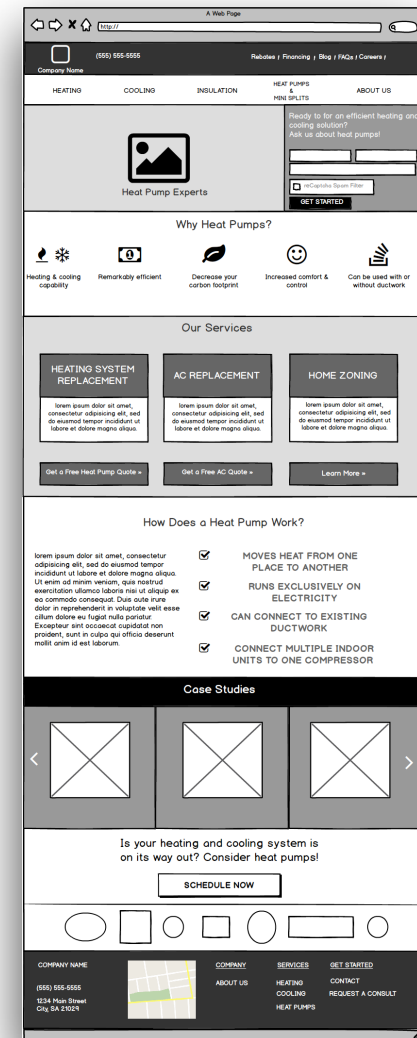 A Web Page
http://
Company Name
(555) 555-5555
Rebates / Financing / Blog / FAQs / Careers /
HEATING
COOLING
INSULATION
HEAT PUMPS
&
MINI SPLITS
ABOUT US
Heat Pump Experts
Ready to for an efficient heating and
cooling solution?
Ask us about heat pumps!
reCaptcha Spam Filter
GET STARTED
Why Heat Pumps?
Heating & cooling
capability
Remarkably efficient
Decrease your
carbon footprint
Increased comfort &
control
Can be used with or
without ductwork
Our Services
HEATING SYSTEM
REPLACEMENT
lorem ipsum dolor sit amet,
consectetur adipisicing elit, sed
do eiusmod tempor incididunt ut
labore et dolore magna aliqua.
Get a Free Heat Pump Quote »
AC REPLACEMENT
lorem ipsum dolor sit amet,
consectetur adipisicing elit, sed
do eiusmod tempor incididunt ut
labore et dolore magna aliqua.
Get a Free AC Quote »
HOME ZONING
lorem ipsum dolor sit amet,
consectetur adipisicing elit, sed
do eiusmod tempor incididunt ut
labore et dolore magna aliqua.
Learn More »
How Does a Heat Pump Work?
lorem ipsum dolor sit amet, consectetur
adipisicing elit, sed do eiusmod tempor
incididunt ut labore et dolore magna aliqua.
Ut enim ad minim veniam, quis nostrud
exercitation ullamco laboris nisi ut aliquip ex
ea commodo consequat. Duis aute irure
dolor in reprehenderit in voluptate velit esse
cillum dolore eu fugiat nulla pariatur.
Excepteur sint occaecat cupidatat non
proident, sunt in culpa qui officia deserunt
mollit anim id est laborum.
MOVES HEAT FROM ONE
PLACE TO ANOTHER
RUNS EXCLUSIVELY ON
ELECTRICITY
CAN CONNECT TO EXISTING
DUCTWORK
CONNECT MULTIPLE INDOOR
UNITS TO ONE COMPRESSOR
Case Studies
Is your heating and cooling system is
on its way out? Consider heat pumps!
SCHEDULE NOW
COMPANY NAME
(555) 555-5555
1234 Main Street
City, SA 21029
COMPANY
ABOUT US
SERVICES
HEATING
COOLING
HEAT PUMPS
GET STARTED
CONTACT
REQUEST A CONSULT